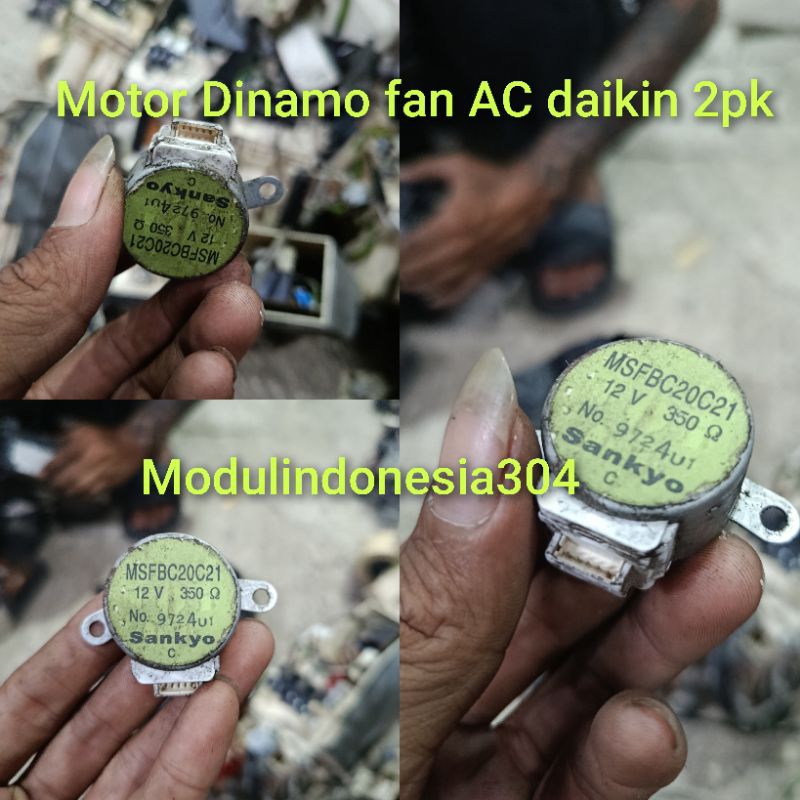 Motor Dinamo fan AC daikin 2pk
MSFBC20C21
12 V 350 Ω
No. 9724U1
Sankyo
C
MSFBC20C21
12 V 350 Ω
No. 9724U1
Sankyo
C
Modulindonesia304
MSFBC20C21
12 V 350 Ω
No. 9724U1
Sankyo
C